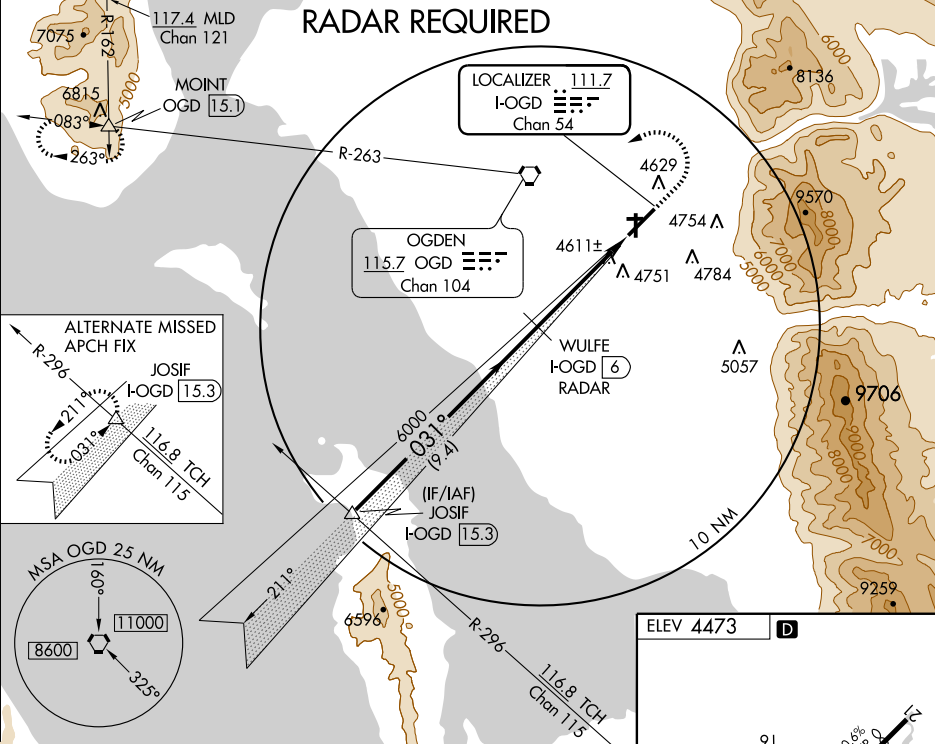 RADAR REQUIRED
117.4 MLD
Chan 121
R-162
7075
5000
MOINT
OGD 15.1
6815
083°
263°
R-263
LOCALIZER 111.7
I-OGD
Chan 54
6000
8136
4629
4754
4611±
4751
4784
9570
8000
7000
6000
5000
OGDEN
115.7 OGD
Chan 104
WULFE
I-OGD 6
RADAR
5057
9706
8000
8000
7000
9259
ALTERNATE MISSED
APCH FIX
R-296
JOSIF
I-OGD 15.3
211°
031°
116.8 TCH
Chan 115
6000
031°
(9.4)
(IF/IAF)
JOSIF
I-OGD 15.3
10 NM
211°
5000
6596
R-296
116.8 TCH
Chan 115
MSA OGD 25 NM
160°
11000
8600
325°
ELEV 4473 D
21